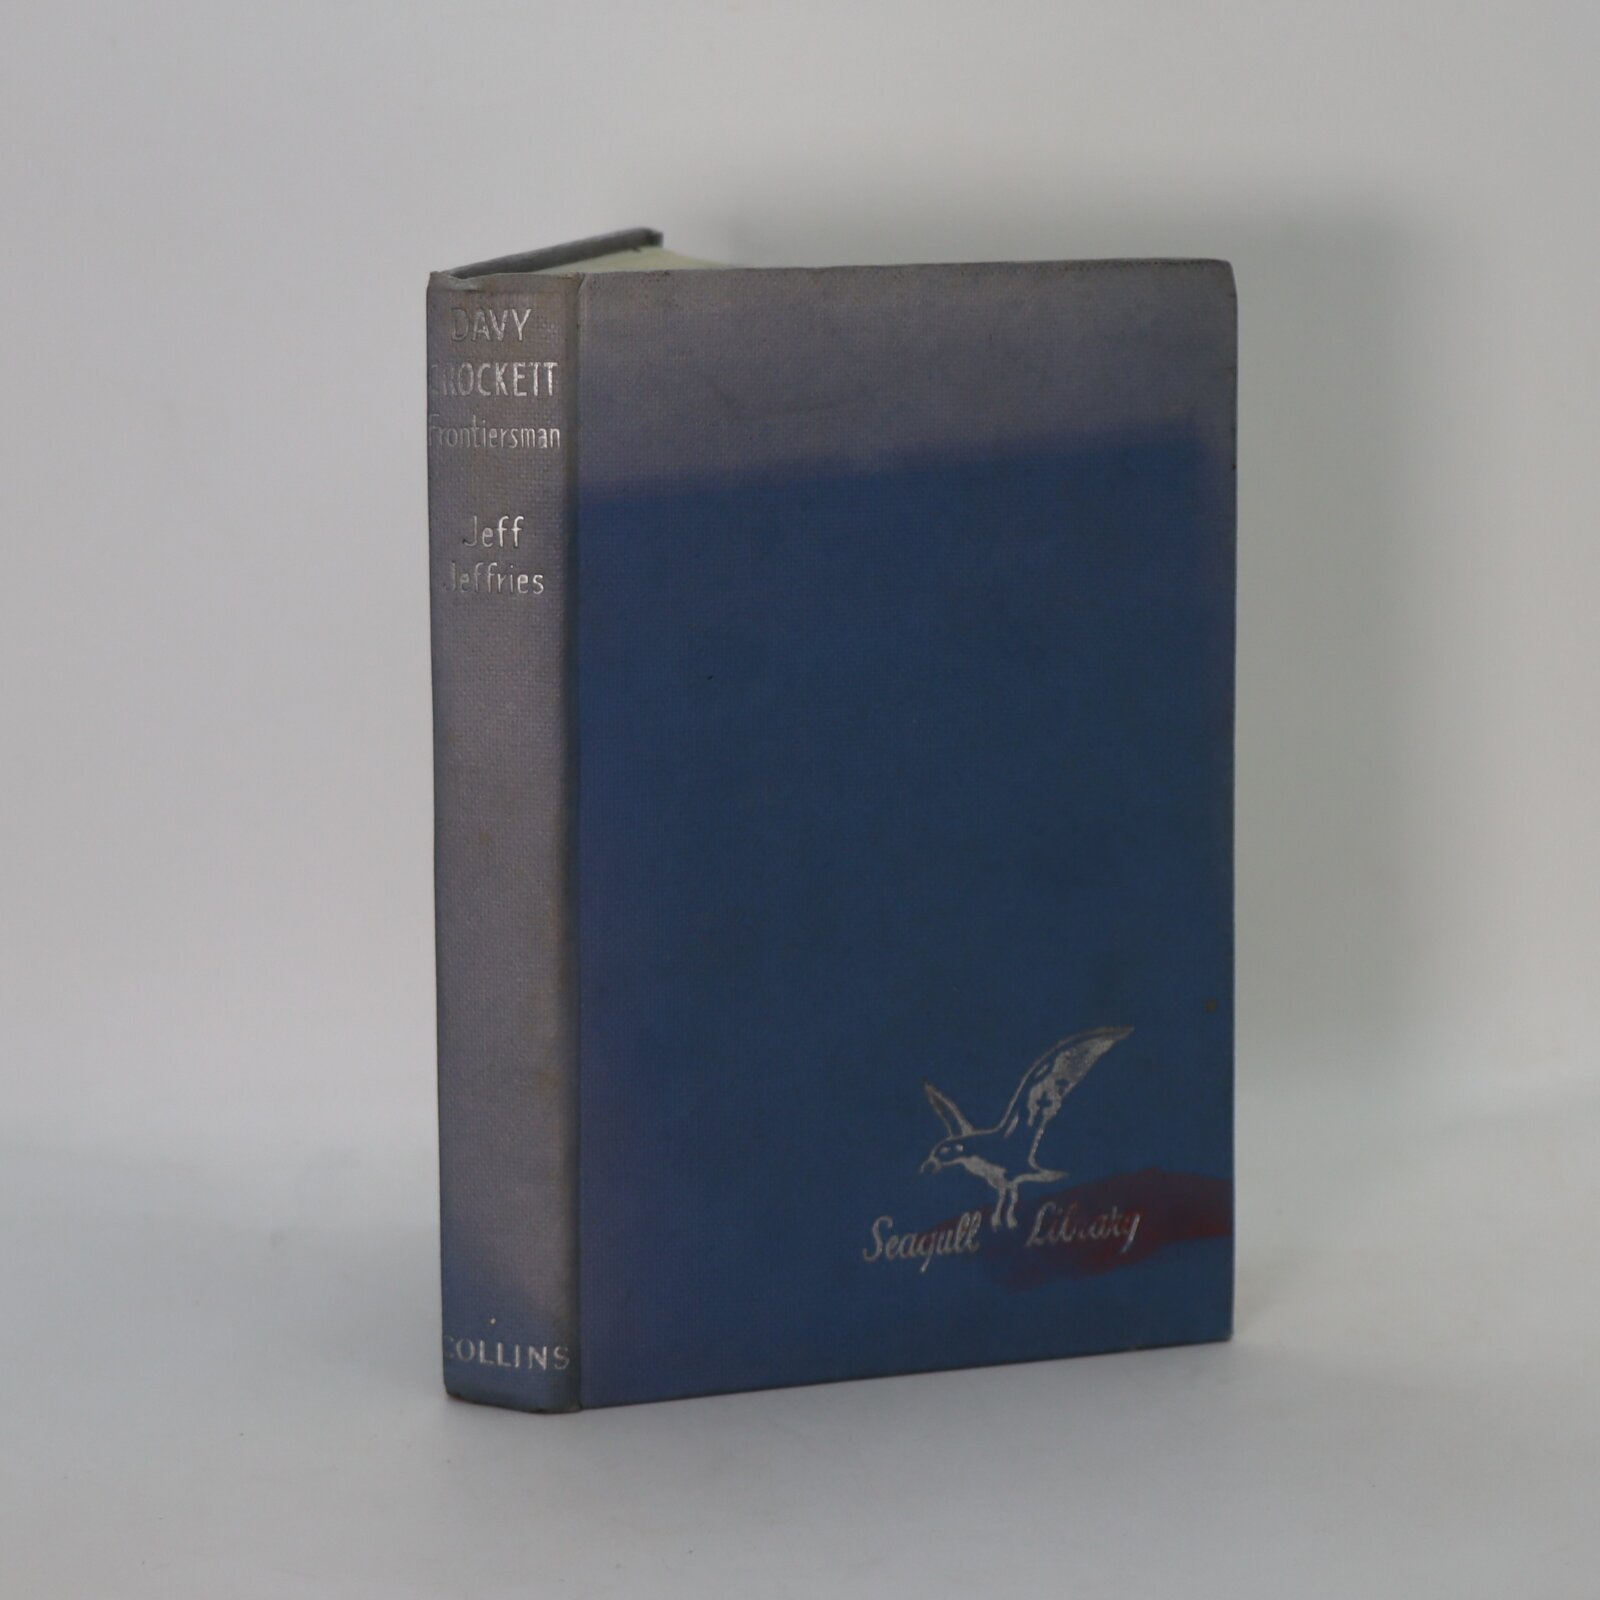 DAVY
CROCKETT
Frontiersman
Jeff
Jeffries
COLLINS
Seagull Library